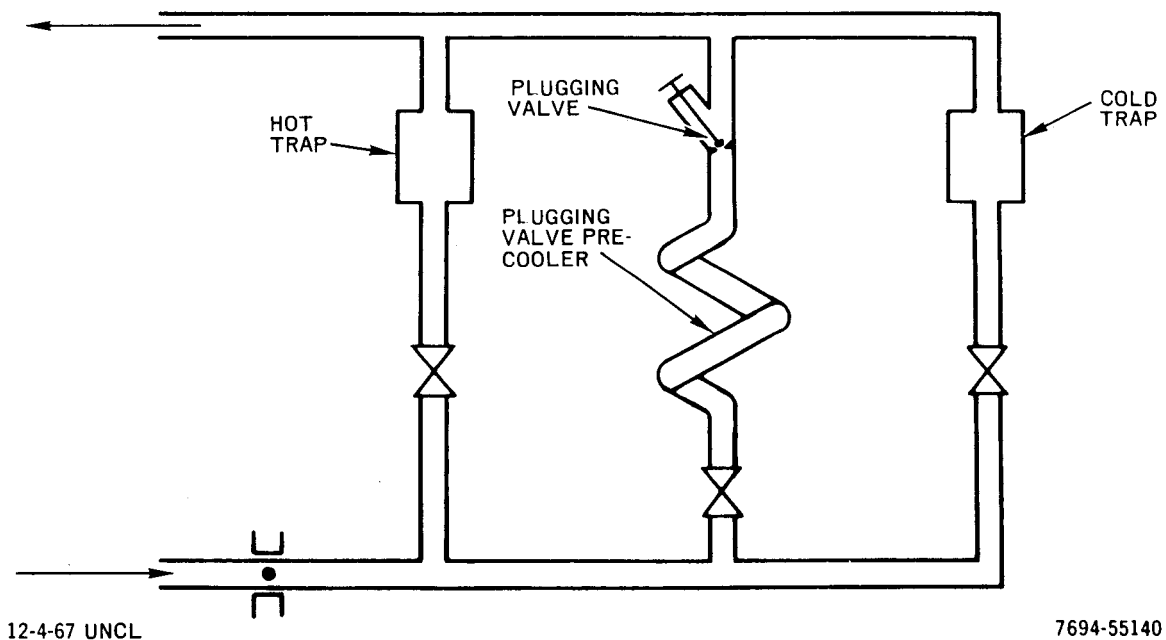 PLUGGING
VALVE
COLD
TRAP
HOT
TRAP
PLUGGING
VALVE PRE-
COOLER
12-4-67 UNCL
7694-55140